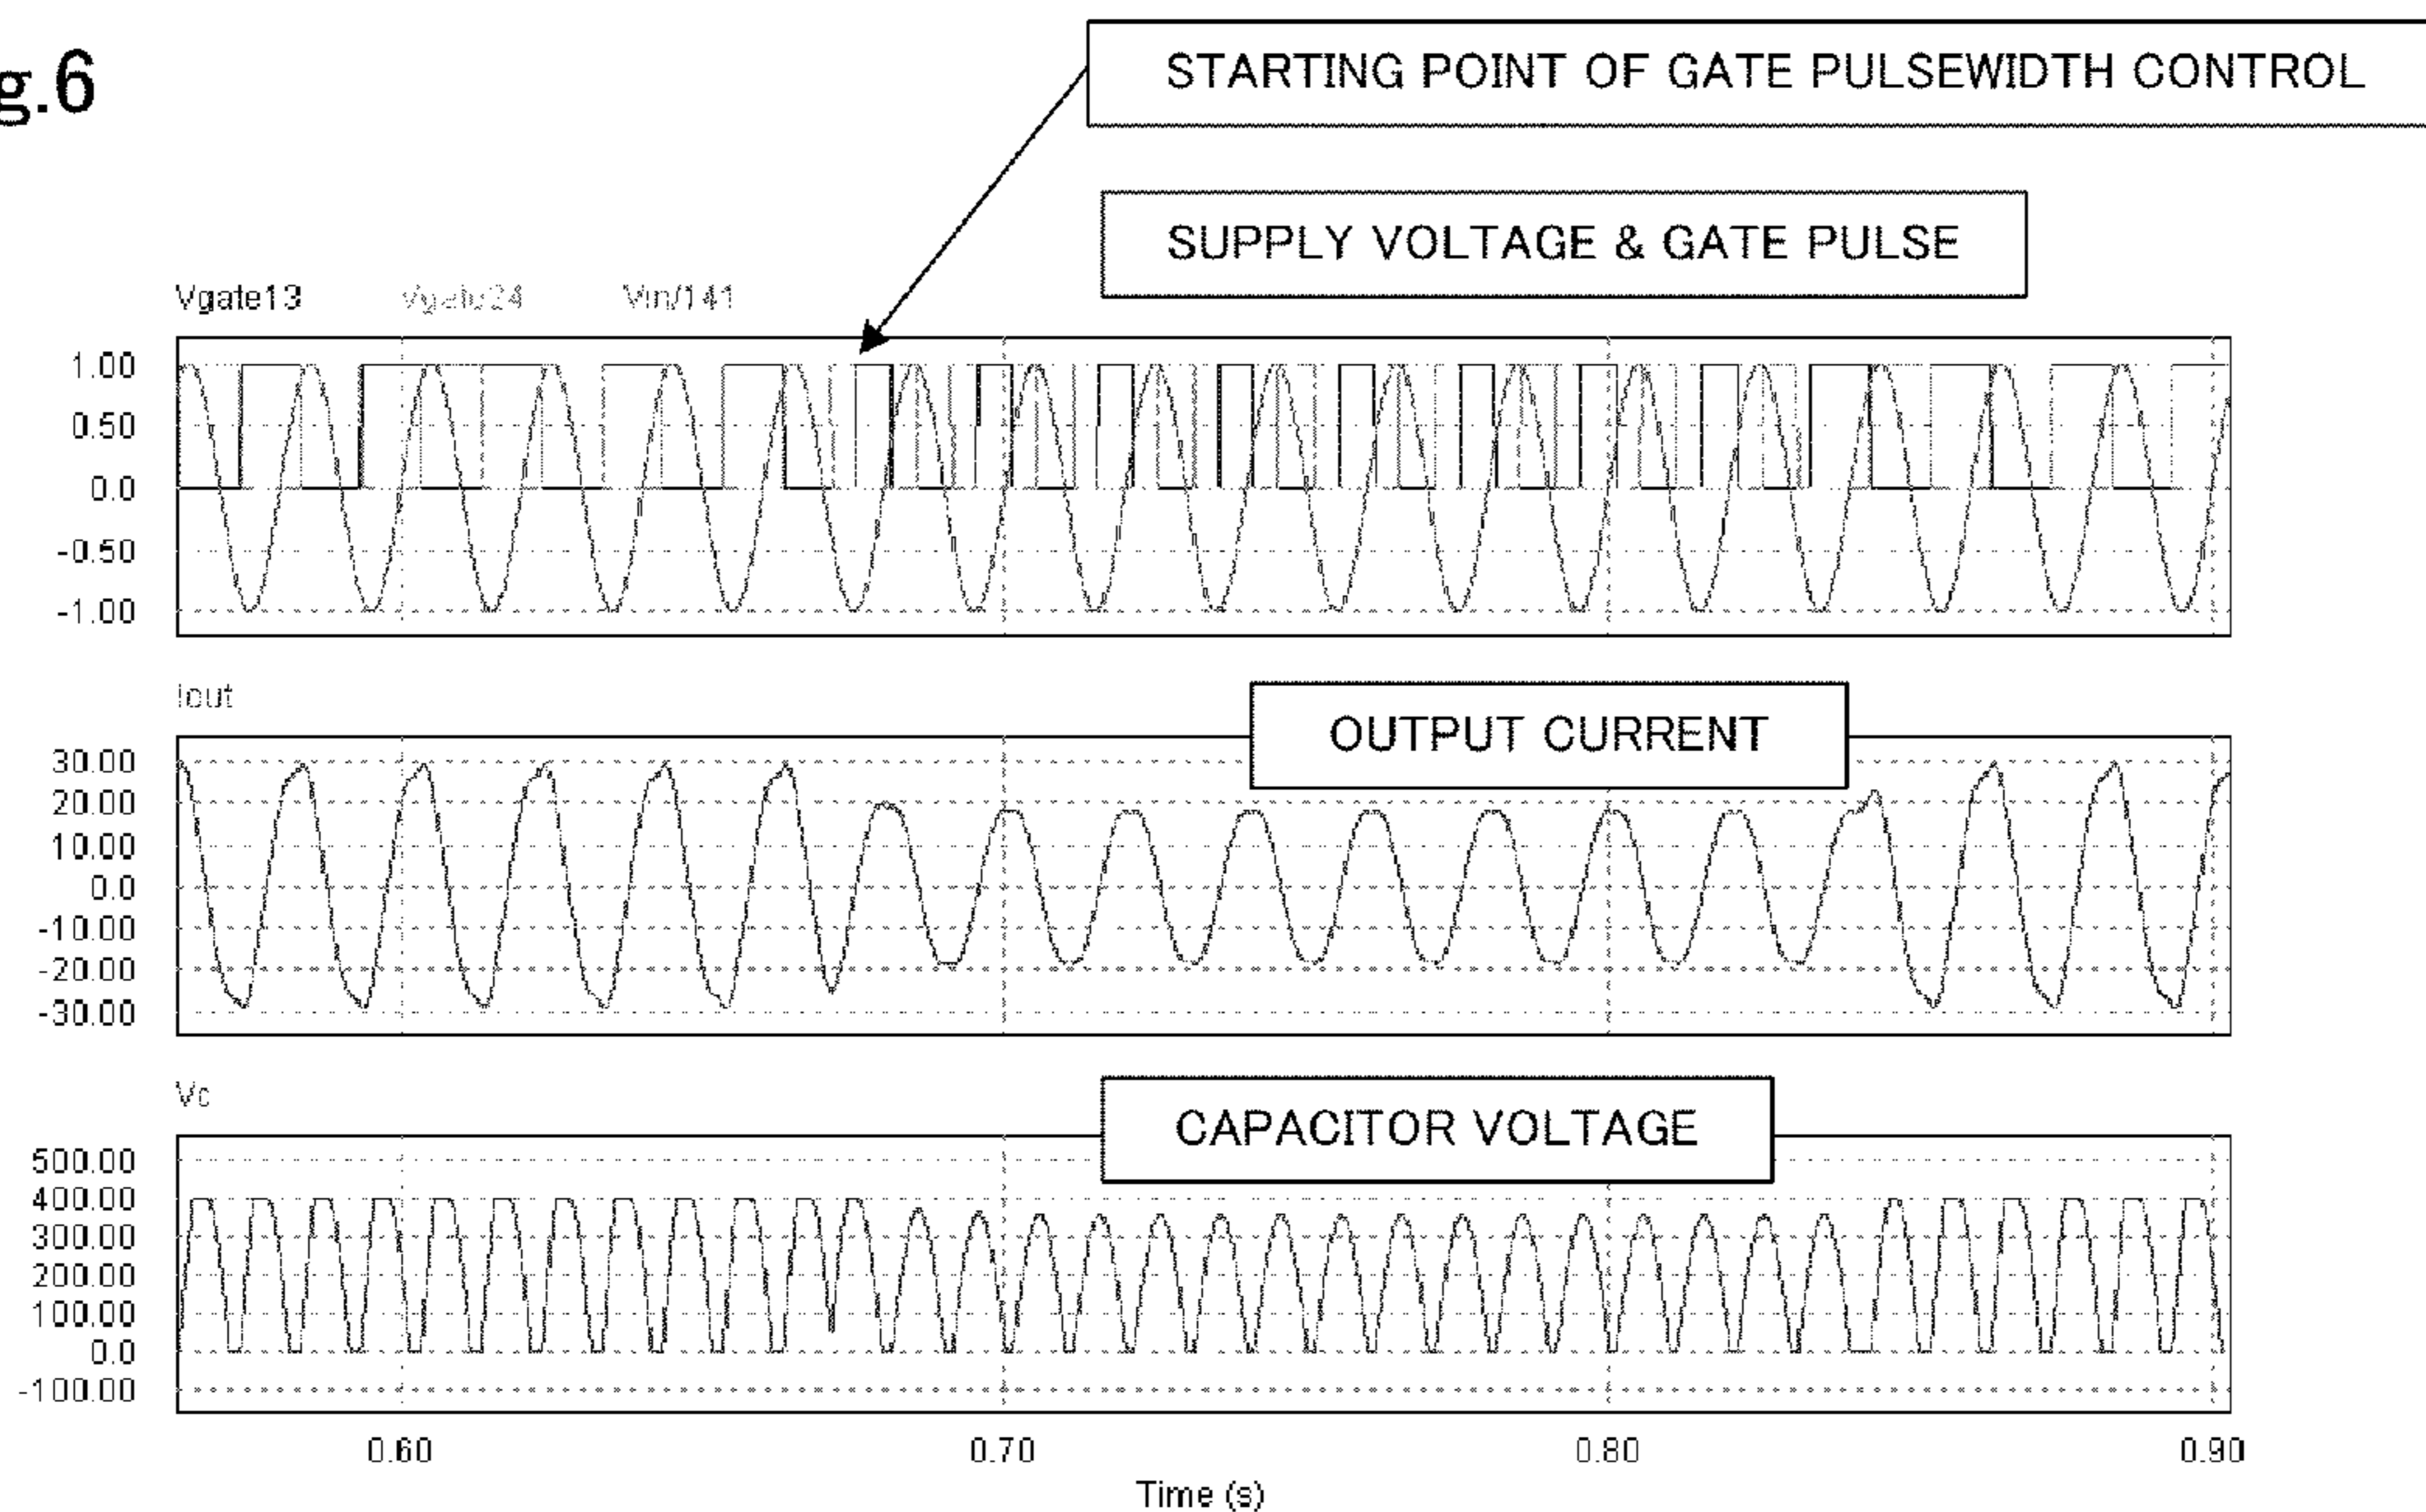 g.6
STARTING POINT OF GATE PULSEWIDTH CONTROL
SUPPLY VOLTAGE & GATE PULSE
Vgate13 Vgate24 Vin/141
1.00
0.50
0.0
-0.50
-1.00
Iout
OUTPUT CURRENT
30.00
20.00
10.00
0.0
-10.00
-20.00
-30.00
Vc
CAPACITOR VOLTAGE
500.00
400.00
300.00
200.00
100.00
0.0
-100.00
0.60 0.70 0.80 0.90
Time (s)